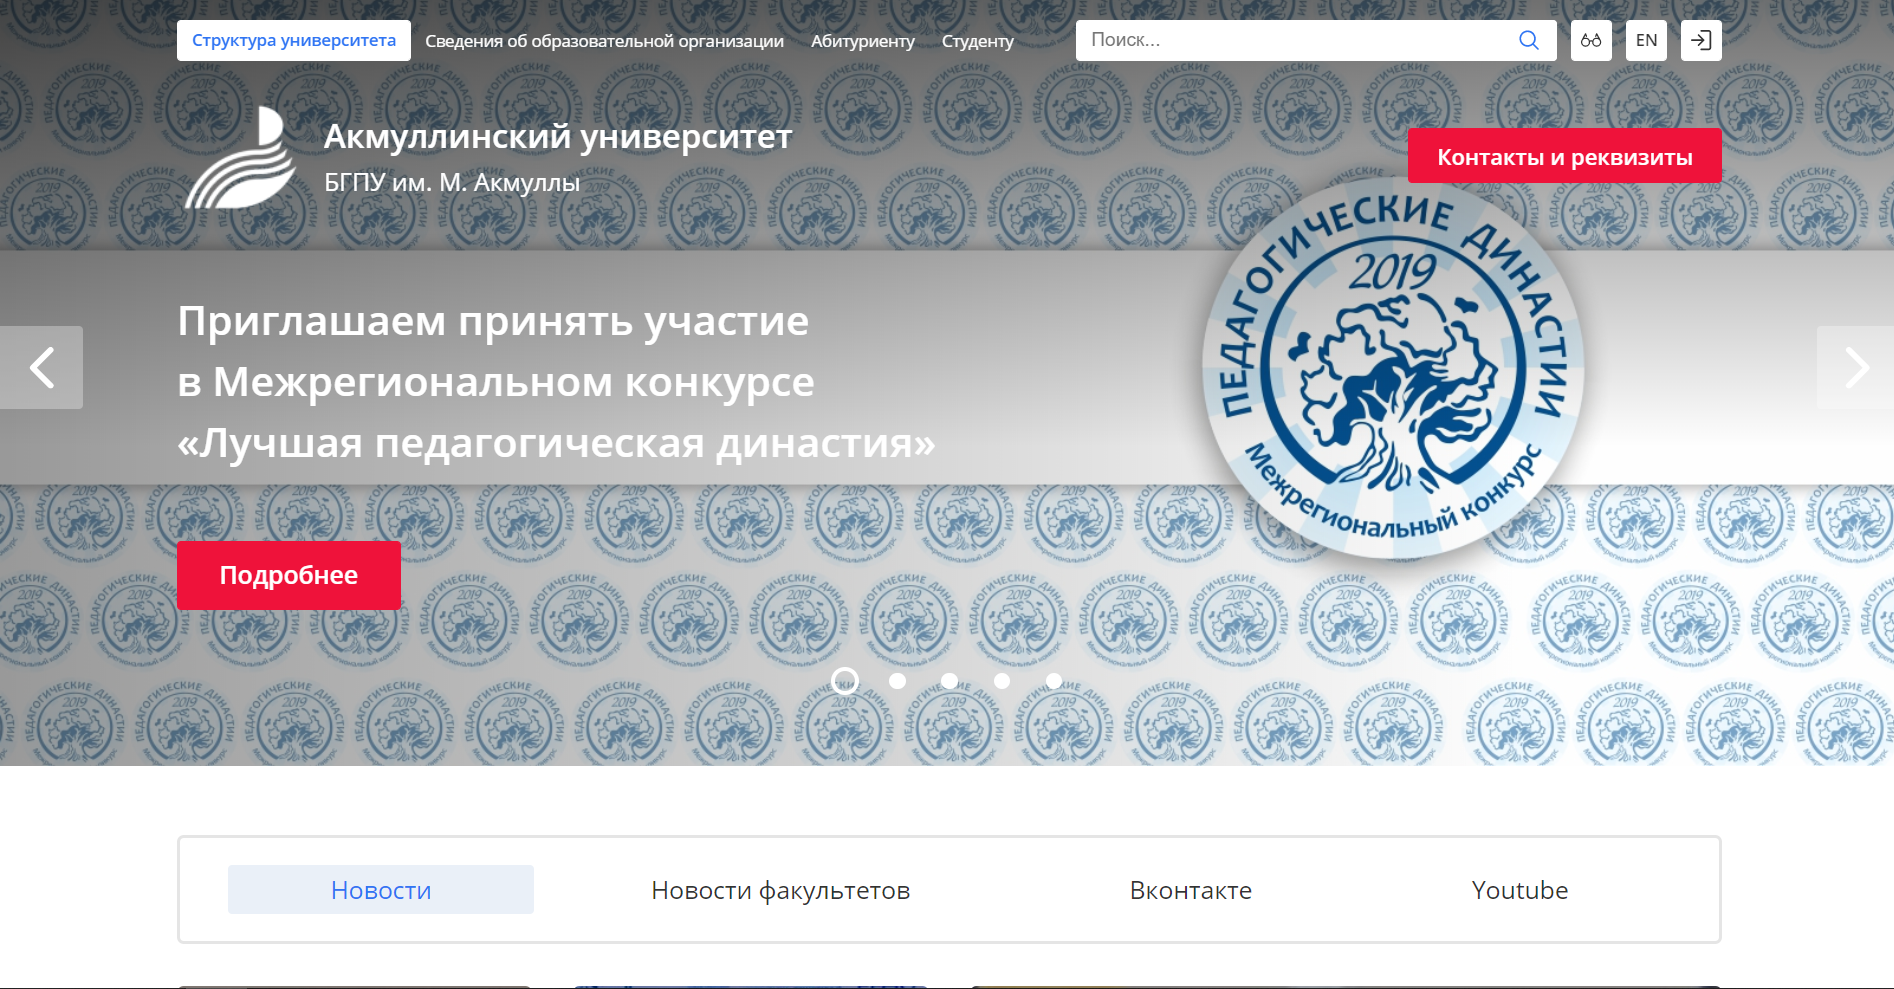 Структура университета
Сведения об образовательной организации
Абитуриенту
Студенту
Поиск...
EN
Акмуллинский университет
БГПУ им. М. Акмуллы
Контакты и реквизиты
Приглашаем принять участие
в Межрегиональном конкурсе
«Лучшая педагогическая династия»
ПЕДАГОГИЧЕСКИЕ ДИНАСТИИ
2019
Межрегиональный конкурс
Подробнее
Новости
Новости факультетов
Вконтакте
Youtube